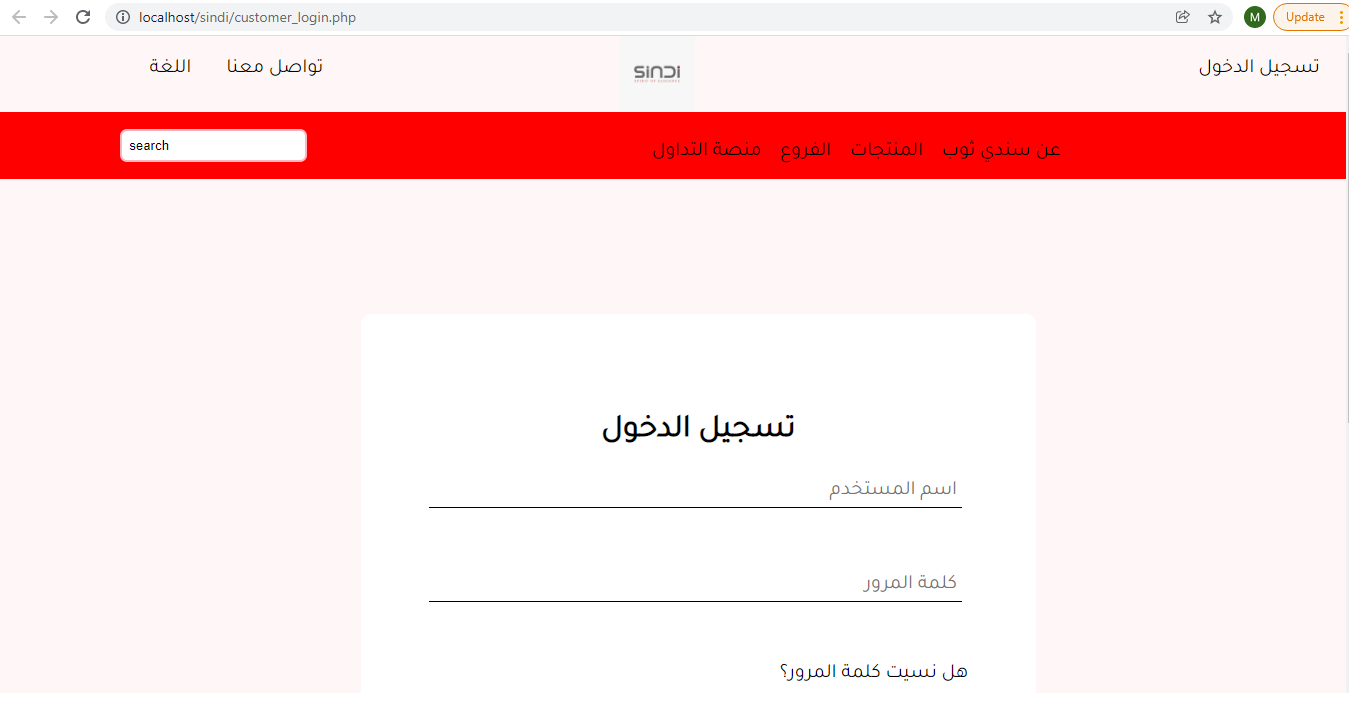 localhost/sindi/customer_login.php
M
Update
تسجيل الدخول
sindi
تواصل معنا
اللغة
عن سندي ثوب
المنتجات
الفروع
منصة التداول
search
تسجيل الدخول
اسم المستخدم
كلمة المرور
هل نسيت كلمة المرور؟